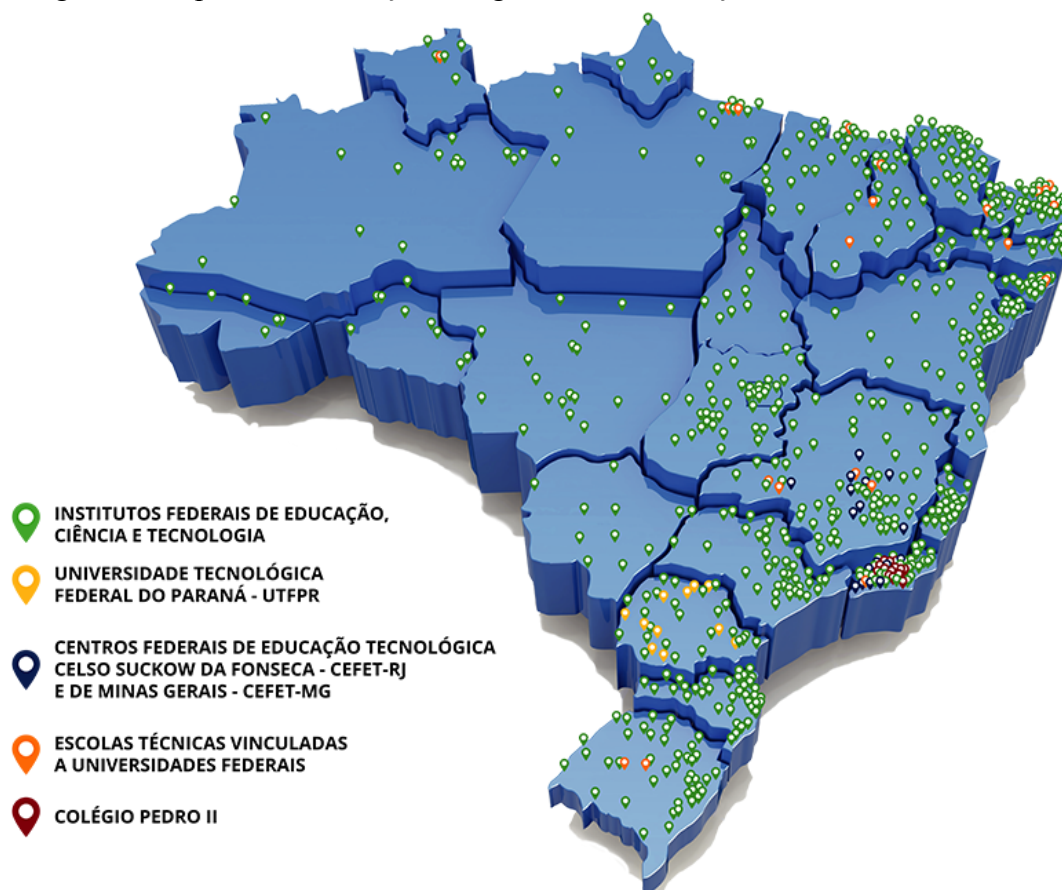 INSTITUTOS FEDERAIS DE EDUCAÇÃO,
CIÊNCIA E TECNOLOGIA
UNIVERSIDADE TECNOLÓGICA
FEDERAL DO PARANÁ - UTFPR
CENTROS FEDERAIS DE EDUCAÇÃO TECNOLÓGICA
CELSO SUCKOW DA FONSECA - CEFET-RJ
E DE MINAS GERAIS - CEFET-MG
ESCOLAS TÉCNICAS VINCULADAS
A UNIVERSIDADES FEDERAIS
COLÉGIO PEDRO II